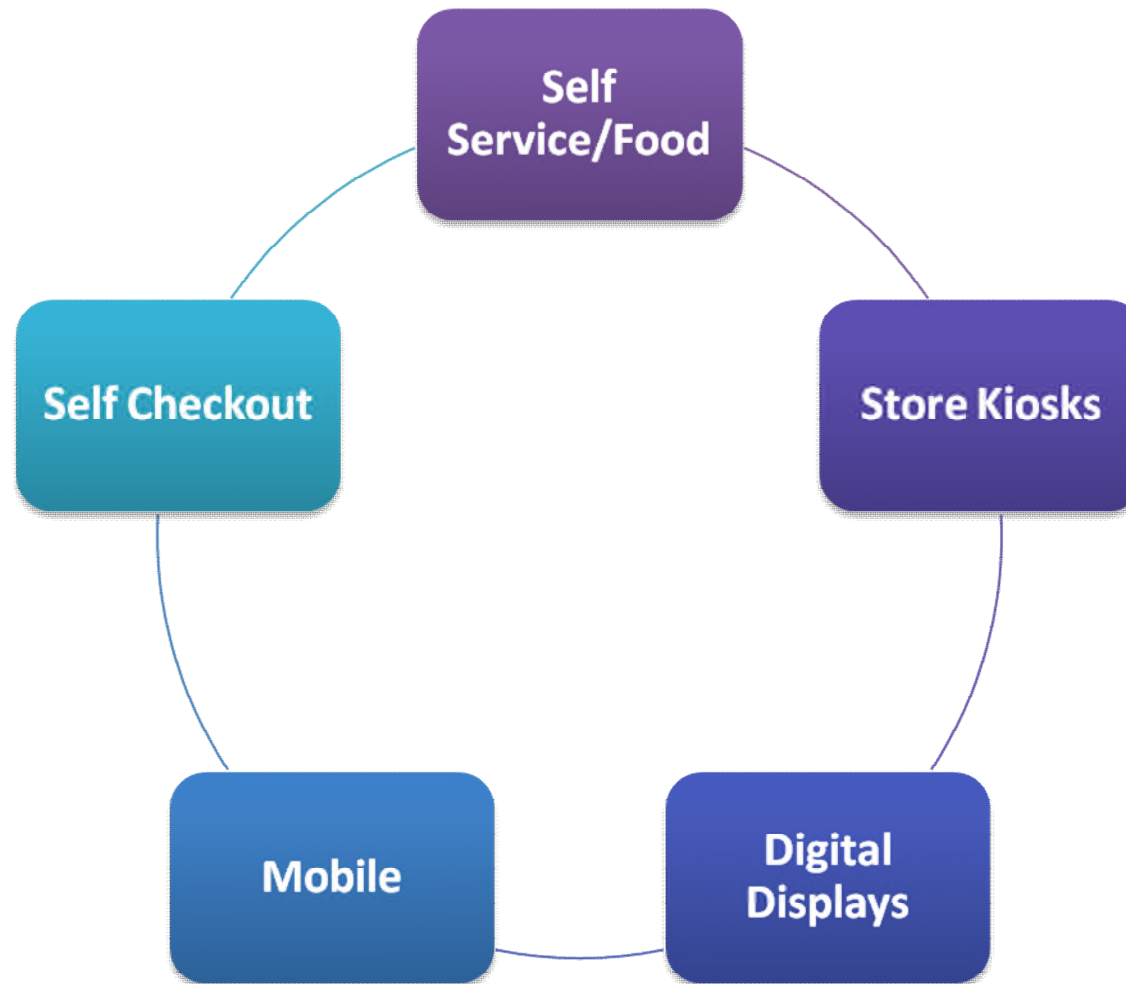 Self
Service/Food
Self Checkout
Store Kiosks
Mobile
Digital
Displays